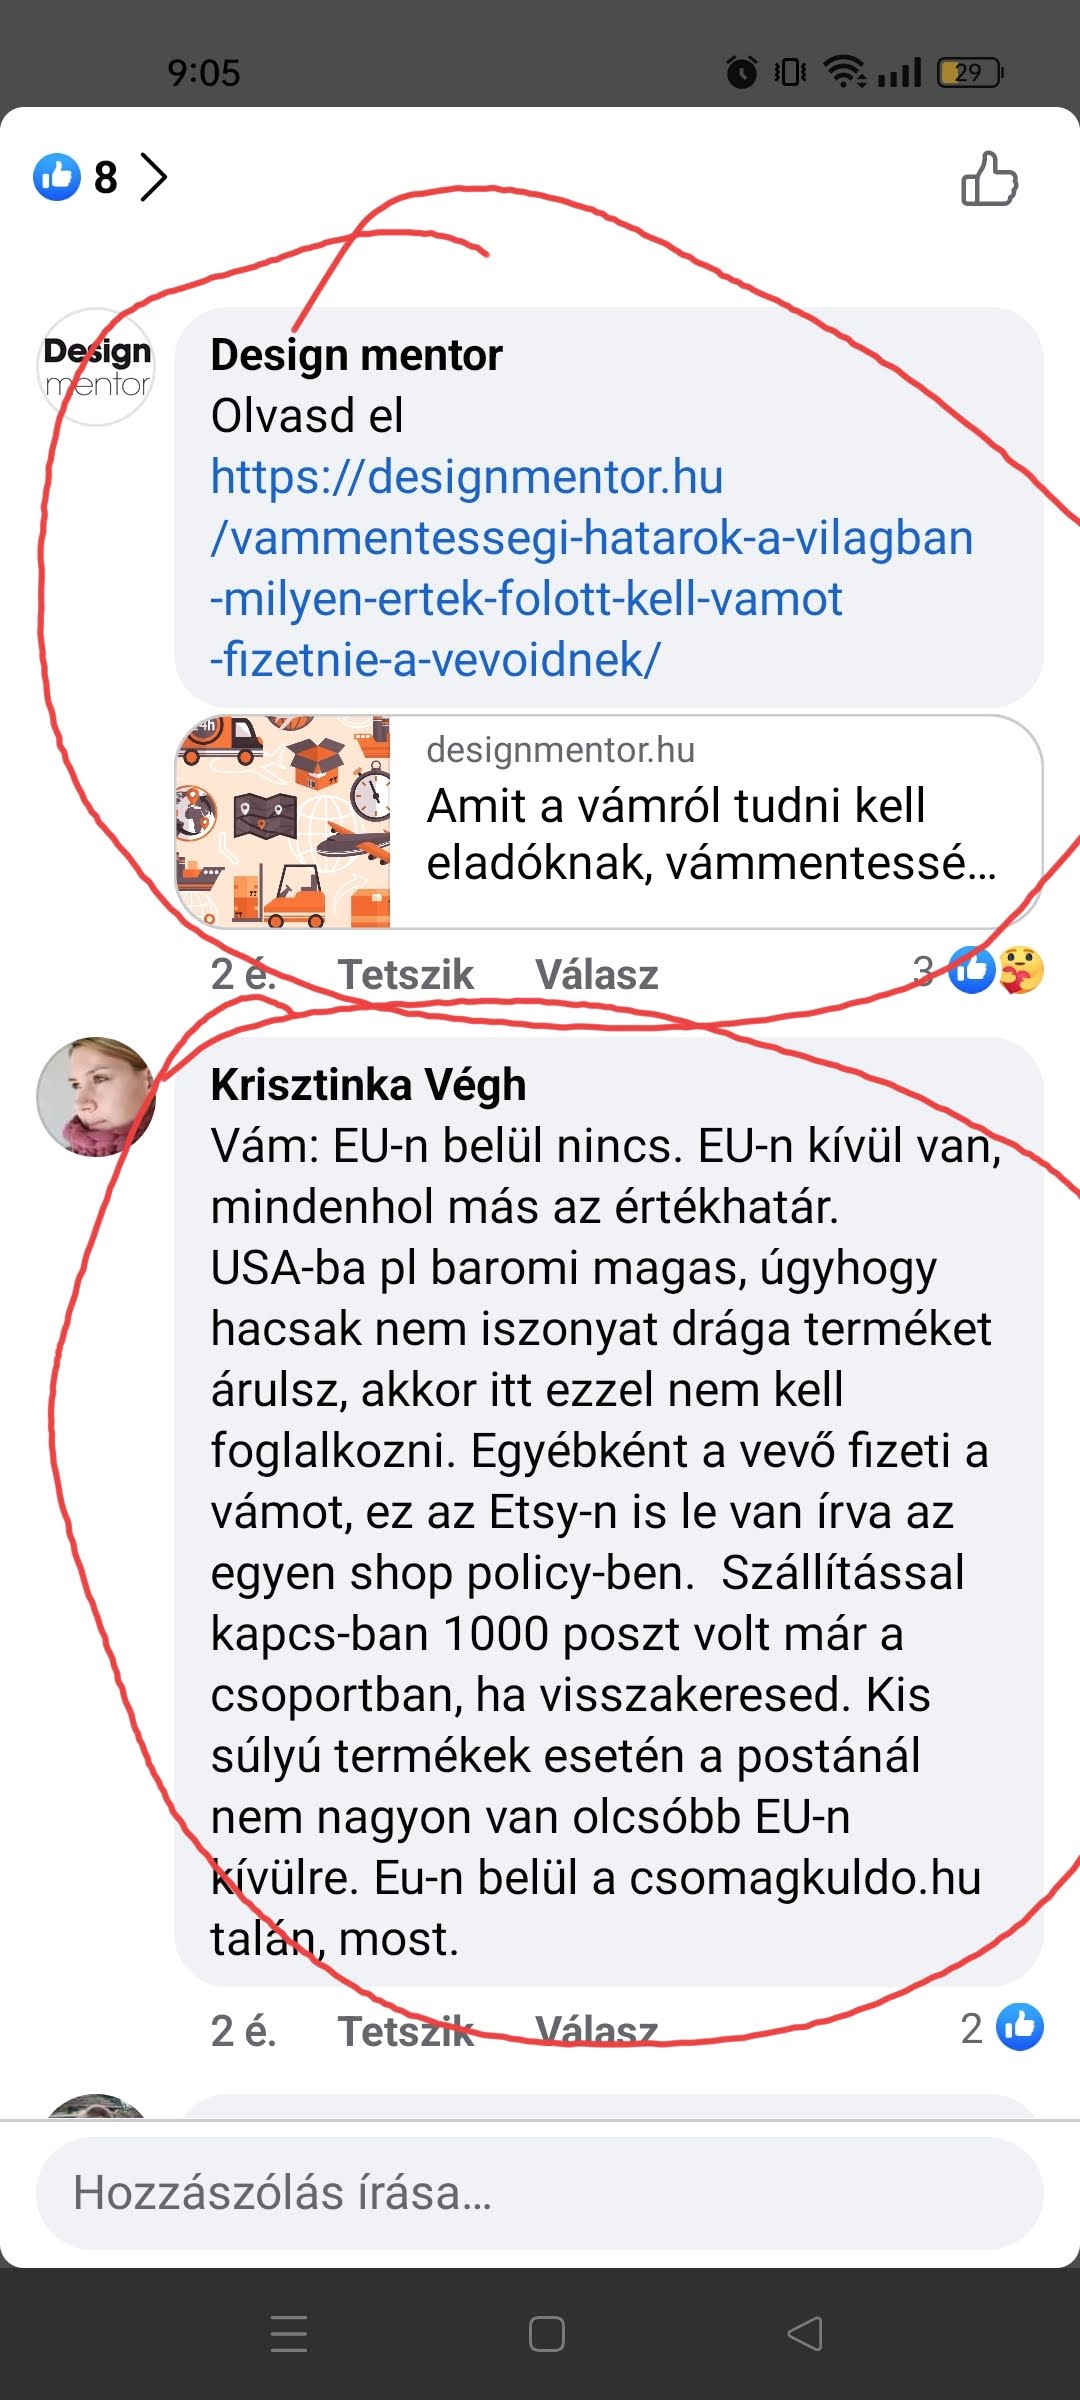 9:05
29
8
Design
mentor
Design mentor
Olvasd el
https://designmentor.hu
/vammentessegi-hatarok-a-vilagban
-milyen-ertek-folott-kell-vamot
-fizetnie-a-vevoidnek/
designmentor.hu
Amit a vámról tudni kell
eladóknak, vámmentessé...
2 é. Tetszik Válasz 3
Krisztinka Végh
Vám: EU-n belül nincs. EU-n kívül van,
mindenhol más az értékhatár.
USA-ba pl baromi magas, úgyhogy
hacsak nem iszonyat drága terméket
árulsz, akkor itt ezzel nem kell
foglalkozni. Egyébként a vevő fizeti a
vámot, ez az Etsy-n is le van írva az
egyen shop policy-ben. Szállítással
kapcs-ban 1000 poszt volt már a
csoportban, ha visszakeresed. Kis
súlyú termékek esetén a postánál
nem nagyon van olcsóbb EU-n
kívülre. Eu-n belül a csomagkuldo.hu
talán, most.
2 é. Tetszik Válasz 2
Hozzászólás írása...